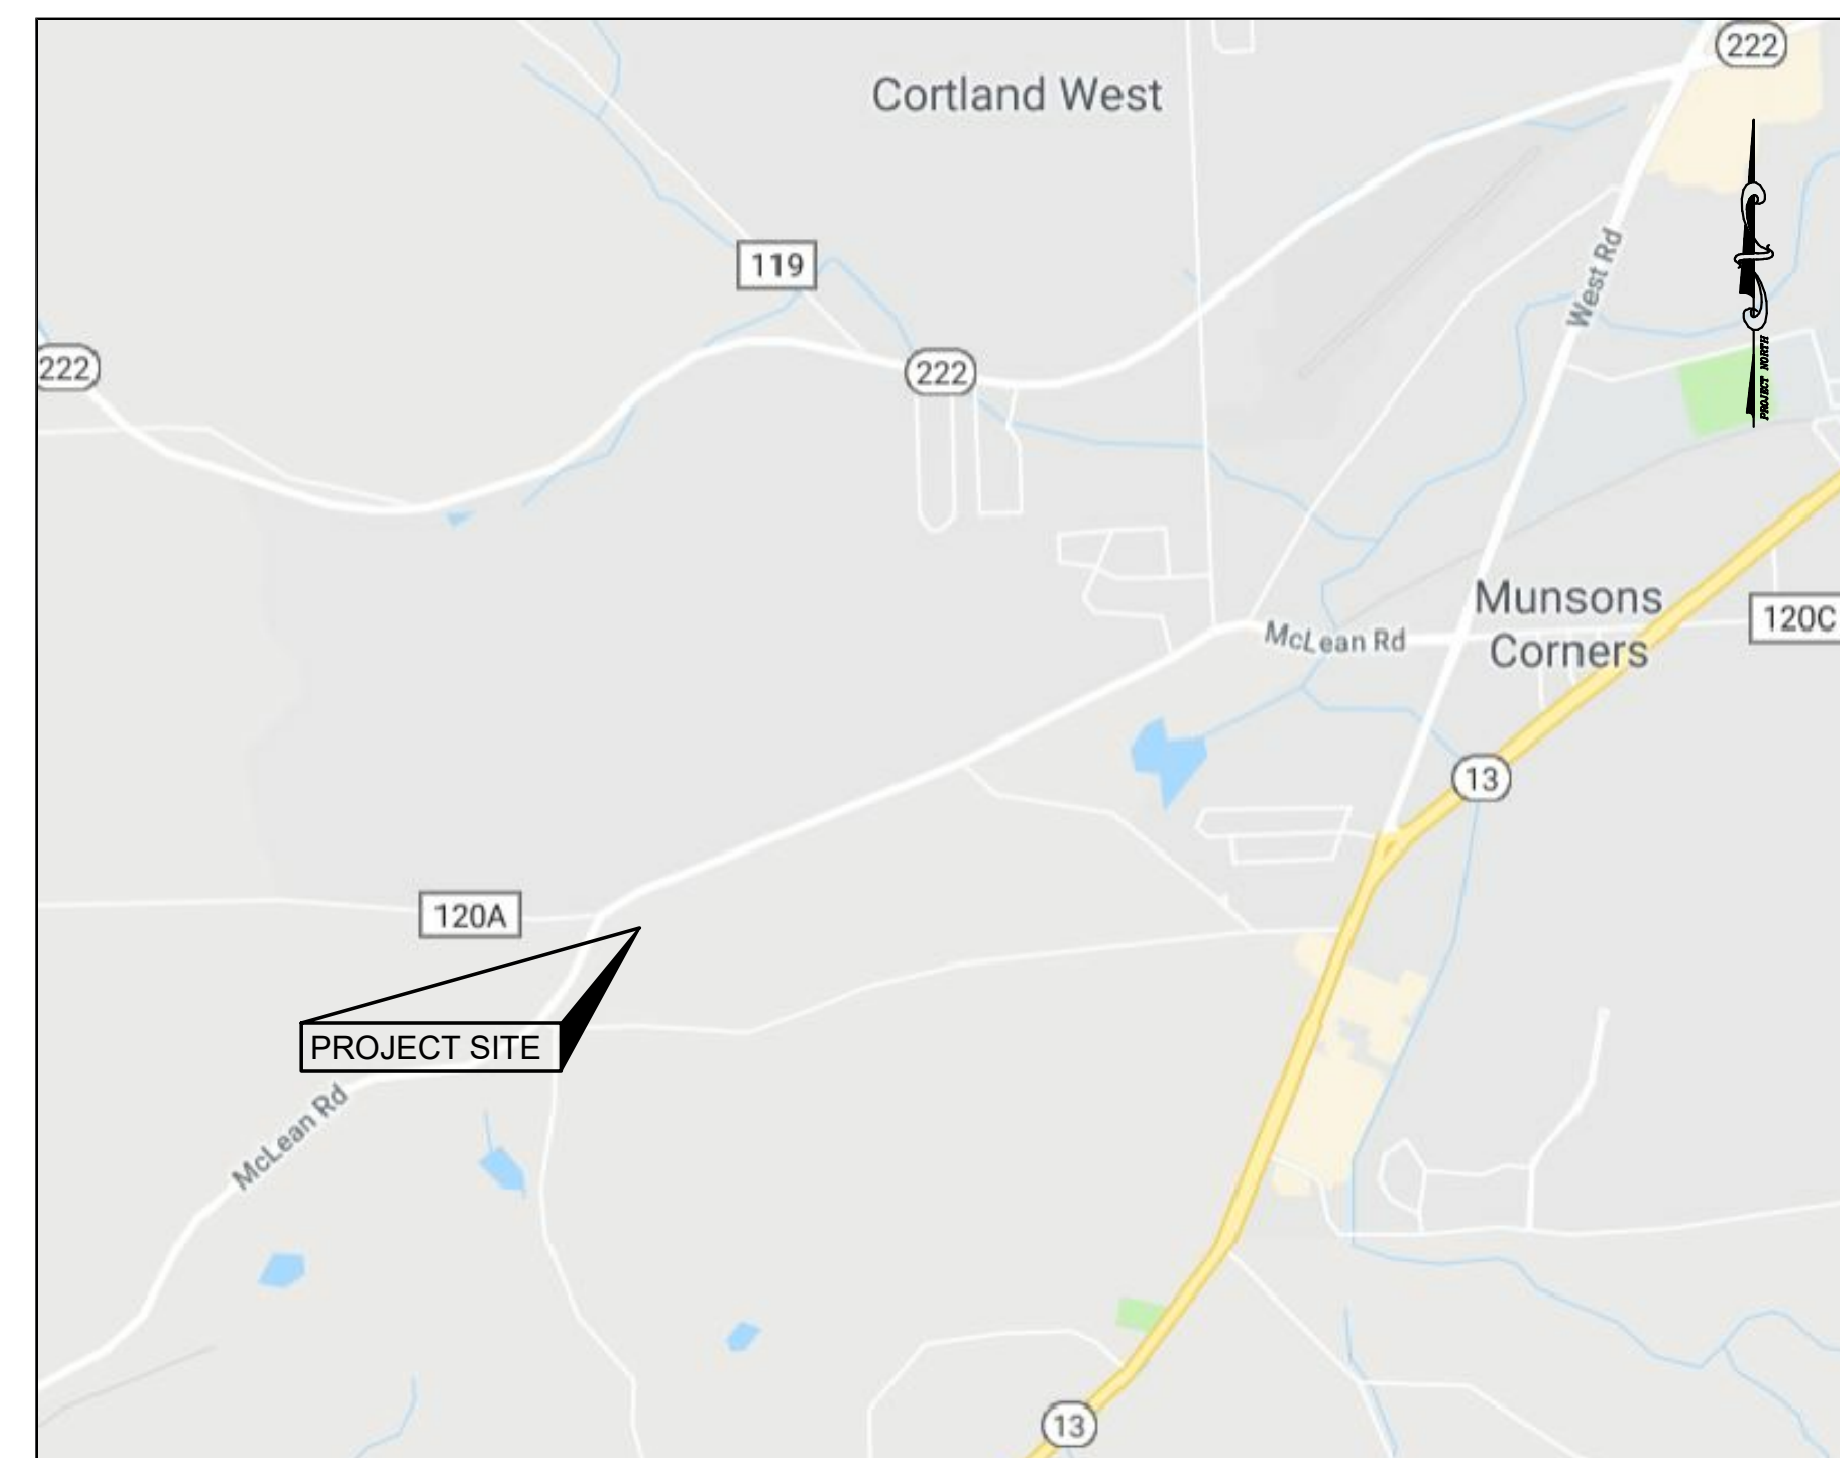 222
Cortland West
119
West Rd
222
222
PROJECT NORTH
Munsons
Corners
120C
McLean Rd
13
120A
PROJECT SITE
McLean Rd
13